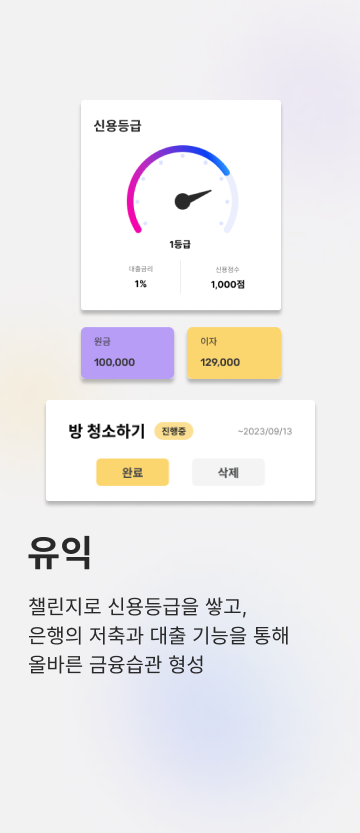 신용등급
1등급
대출금리 신용점수
1% 1,000점
원금 이자
100,000 129,000
방 청소하기 진행중 ~2023/09/13
완료 삭제
유익
챌린지로 신용등급을 쌓고,
은행의 저축과 대출 기능을 통해
올바른 금융습관 형성